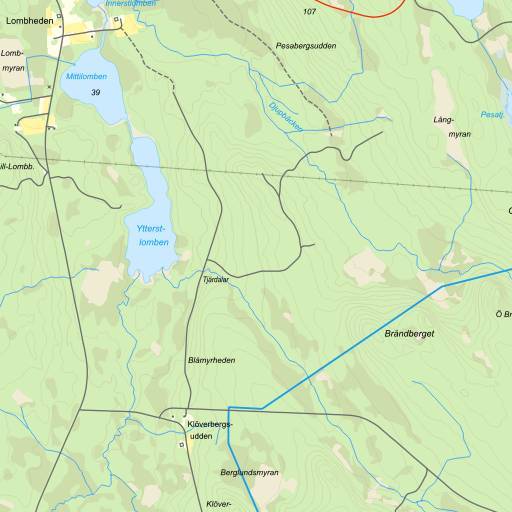 Innerstlomben
107
Lombheden
Pesabergsudden
Lomb-
myran
Mittilomben
39
Djupbäcken
Lång-
myran
Pesatj.
ill-Lombb.
Ytterst-
lomben
Tjärdalar
Ö Br
Brändberget
Blåmyrheden
Klöverbergs-
udden
Berglundsmyran
Klöver-